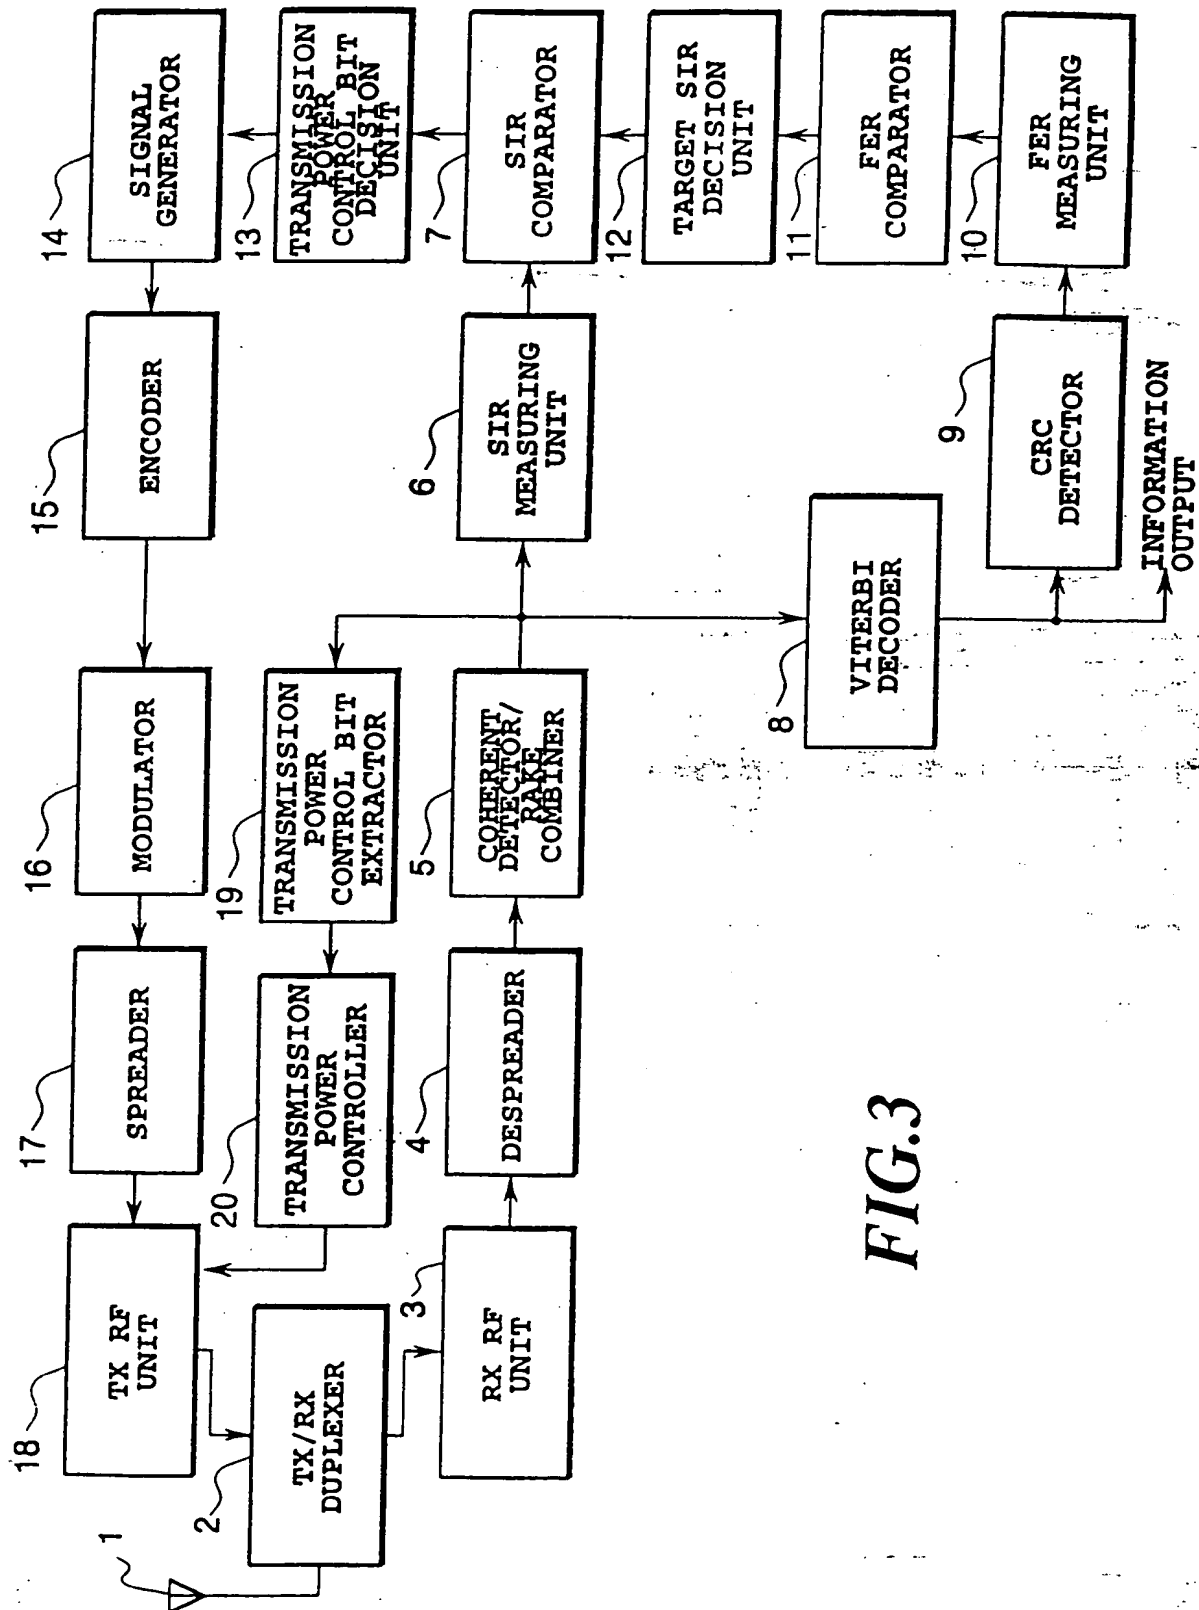 14
SIGNAL
GENERATOR
13
TRANSMISSION
POWER
CONTROL BIT
DECISION
UNIT
7
SIR
COMPARATOR
12
TARGET SIR
DECISION
UNIT
11
FER
COMPARATOR
10
FER
MEASURING
UNIT
15
ENCODER
6
SIR
MEASURING
UNIT
9
CRC
DETECTOR
INFORMATION
OUTPUT
16
MODULATOR
19
TRANSMISSION
POWER
CONTROL BIT
EXTRACTOR
5
COHERENT
DETECTOR/
RAKE
COMBINER
8
VITERBI
DECODER
17
SPREADER
20
TRANSMISSION
POWER
CONTROLLER
4
DESPREADER
18
TX RF
UNIT
2
TX/RX
DUPLEXER
3
RX RF
UNIT
1
FIG.3